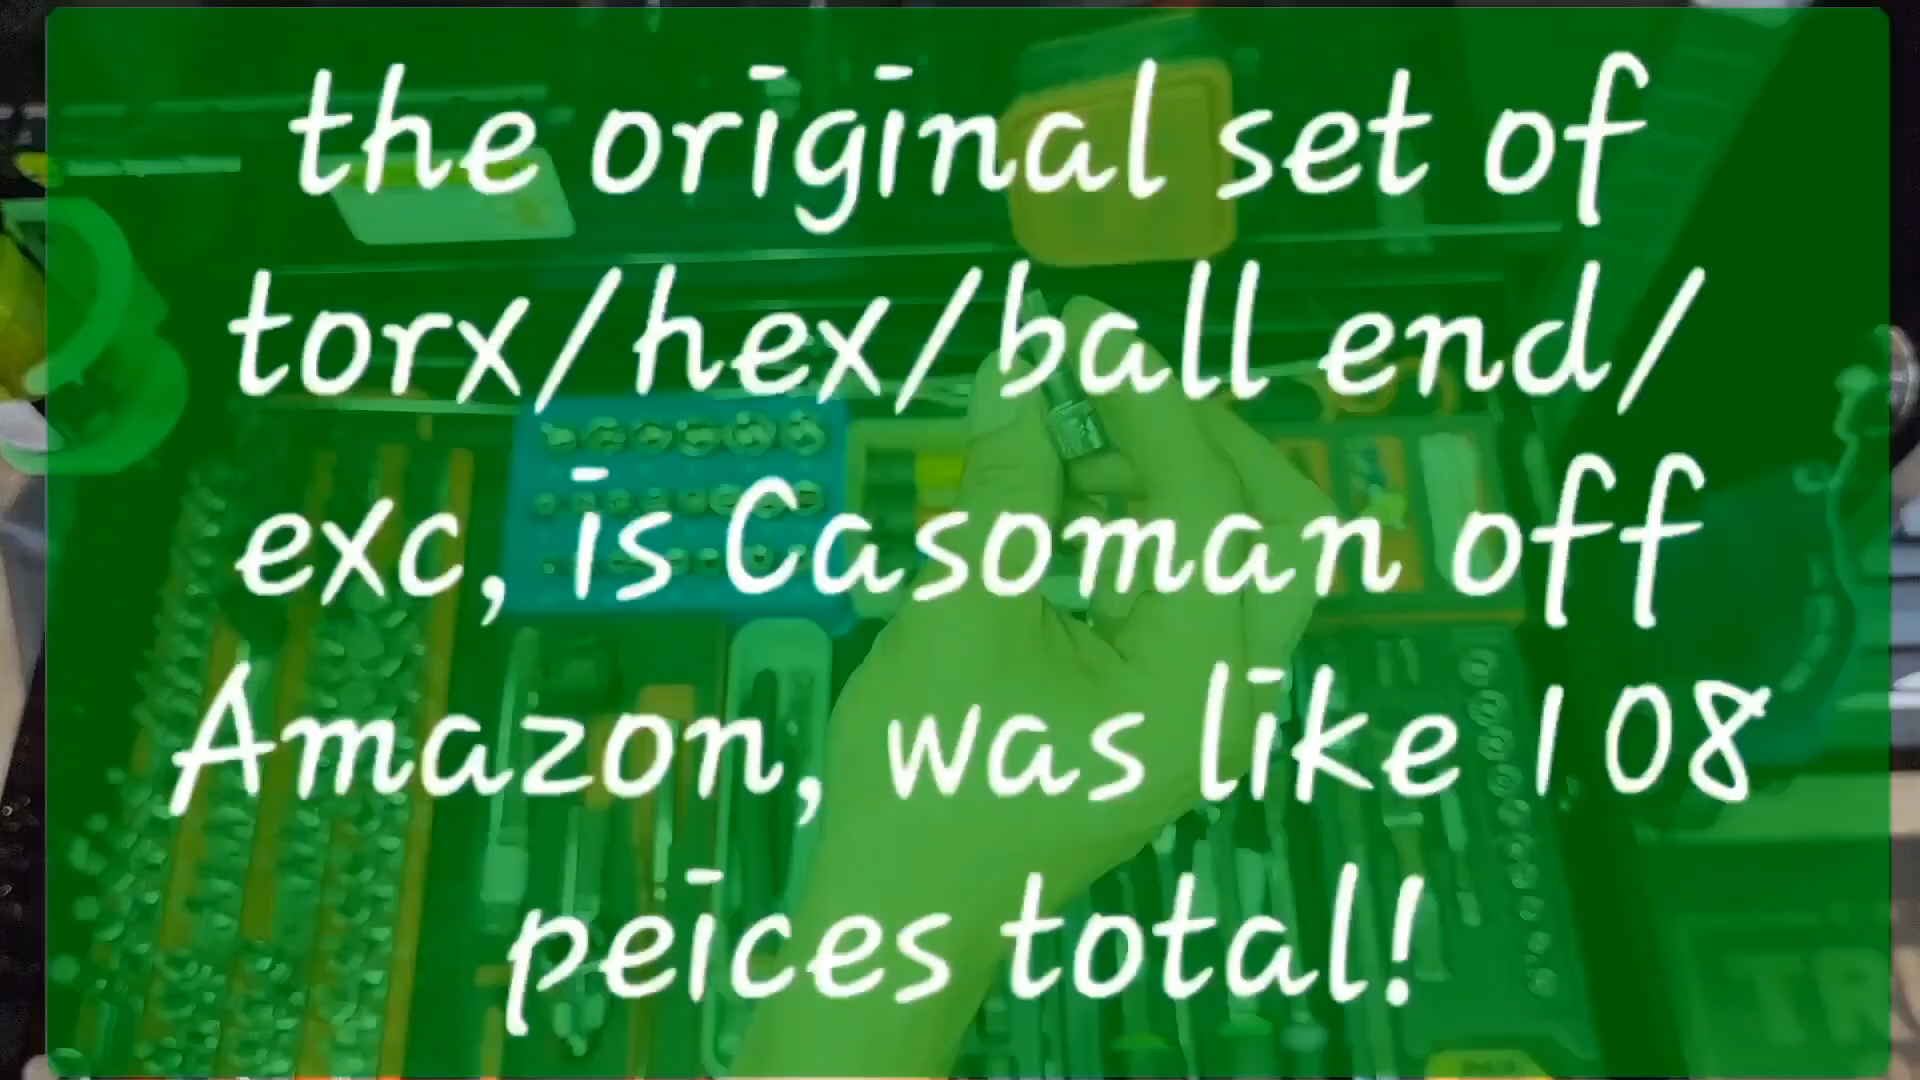 the original set of
torx/hex/ball end/
exc, is Casoman off
Amazon, was like 108
peices total!